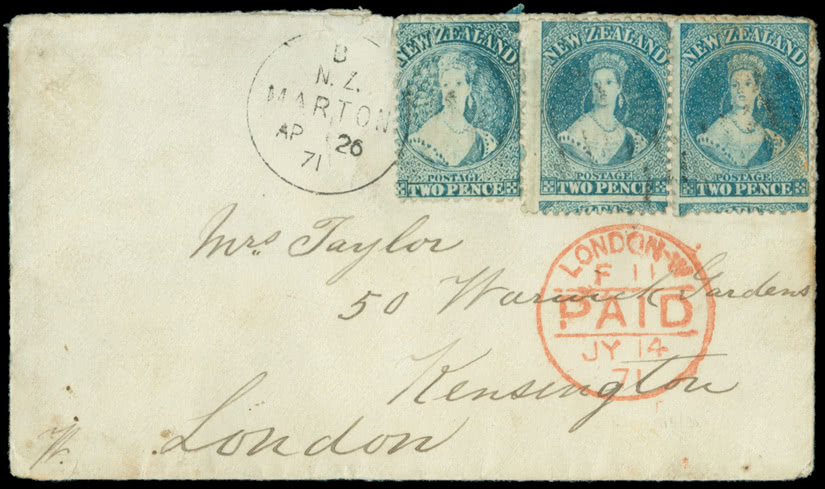 B
N.Z.
MARTON
AP 26
71
NEW ZEALAND
POSTAGE
TWO PENCE
NEW ZEALAND
POSTAGE
TWO PENCE
NEW ZEALAND
POSTAGE
TWO PENCE
Mrs Taylor
50 Warwick Gardens
Kensington
London
W.
LONDON-W
F 11
PAID
JY 14
71